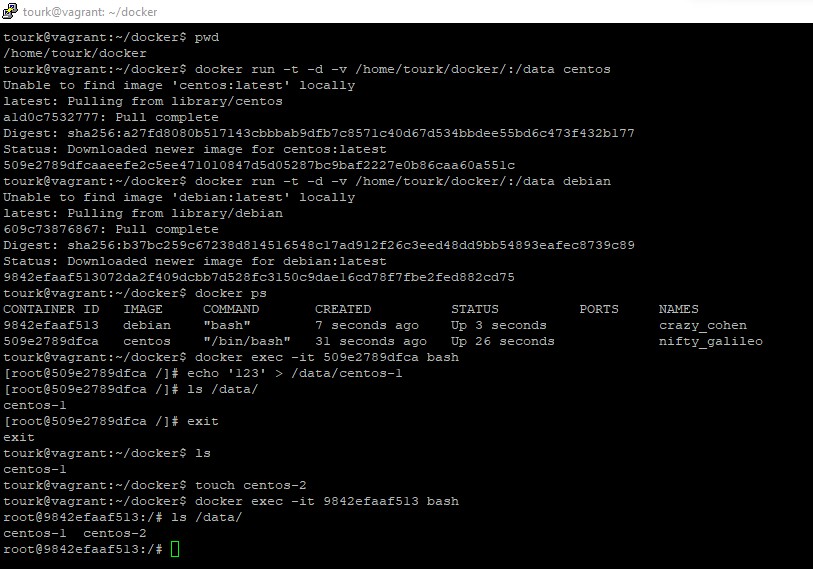 tourk@vagrant: ~/docker
tourk@vagrant:~/docker$ pwd
/home/tourk/docker
tourk@vagrant:~/docker$ docker run -t -d -v /home/tourk/docker/:/data centos
Unable to find image 'centos:latest' locally
latest: Pulling from library/centos
a1d0c7532777: Pull complete
Digest: sha256:a27fd8080b517143cbbbab9dfb7c8571c40d67d534bbdee55bd6c473f432b177
Status: Downloaded newer image for centos:latest
509e2789dfcaaeefe2c5ee471010847d5d05287bc9baf2227e0b86caa60a551c
tourk@vagrant:~/docker$ docker run -t -d -v /home/tourk/docker/:/data debian
Unable to find image 'debian:latest' locally
latest: Pulling from library/debian
609c73876867: Pull complete
Digest: sha256:b37bc259c67238d814516548c17ad912f26c3eed48dd9bb54893eafec8739c89
Status: Downloaded newer image for debian:latest
9842efaaf513072da2f409dcbb7d528fc3150c9dae16cd78f7fbe2fed882cd75
tourk@vagrant:~/docker$ docker ps
CONTAINER ID   IMAGE     COMMAND       CREATED          STATUS          PORTS     NAMES
9842efaaf513   debian    "bash"        7 seconds ago    Up 3 seconds              crazy_cohen
509e2789dfca   centos    "/bin/bash"   31 seconds ago   Up 26 seconds             nifty_galileo
tourk@vagrant:~/docker$ docker exec -it 509e2789dfca bash
[root@509e2789dfca /]# echo '123' > /data/centos-1
[root@509e2789dfca /]# ls /data/
centos-1
[root@509e2789dfca /]# exit
exit
tourk@vagrant:~/docker$ ls
centos-1
tourk@vagrant:~/docker$ touch centos-2
tourk@vagrant:~/docker$ docker exec -it 9842efaaf513 bash
root@9842efaaf513:/# ls /data/
centos-1  centos-2
root@9842efaaf513:/#